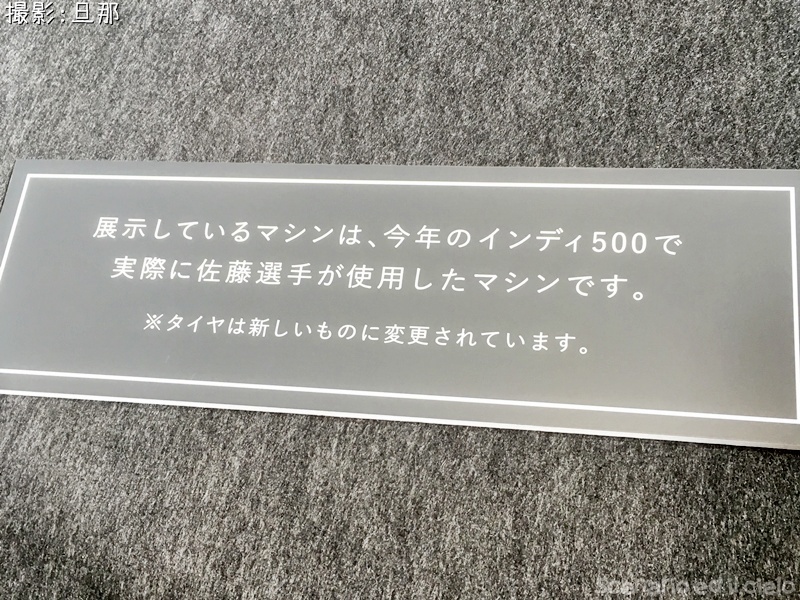 撮影:旦那
展示しているマシンは、今年のインディ500で
実際に佐藤選手が使用したマシンです。
※タイヤは新しいものに変更されています。